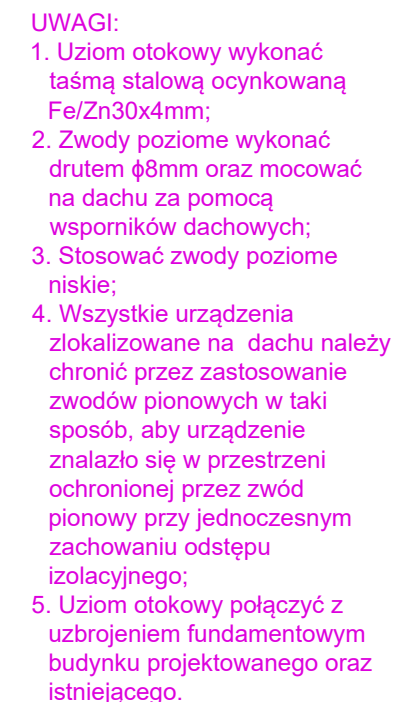 UWAGI:
1. Uziom otokowy wykonać
taśmą stalową ocynkowaną
Fe/Zn30x4mm;
2. Zwody poziome wykonać
drutem ϕ8mm oraz mocować
na dachu za pomocą
wsporników dachowych;
3. Stosować zwody poziome
niskie;
4. Wszystkie urządzenia
zlokalizowane na  dachu należy
chronić przez zastosowanie
zwodów pionowych w taki
sposób, aby urządzenie
znalazło się w przestrzeni
ochronionej przez zwód
pionowy przy jednoczesnym
zachowaniu odstępu
izolacyjnego;
5. Uziom otokowy połączyć z
uzbrojeniem fundamentowym
budynku projektowanego oraz
istniejącego.